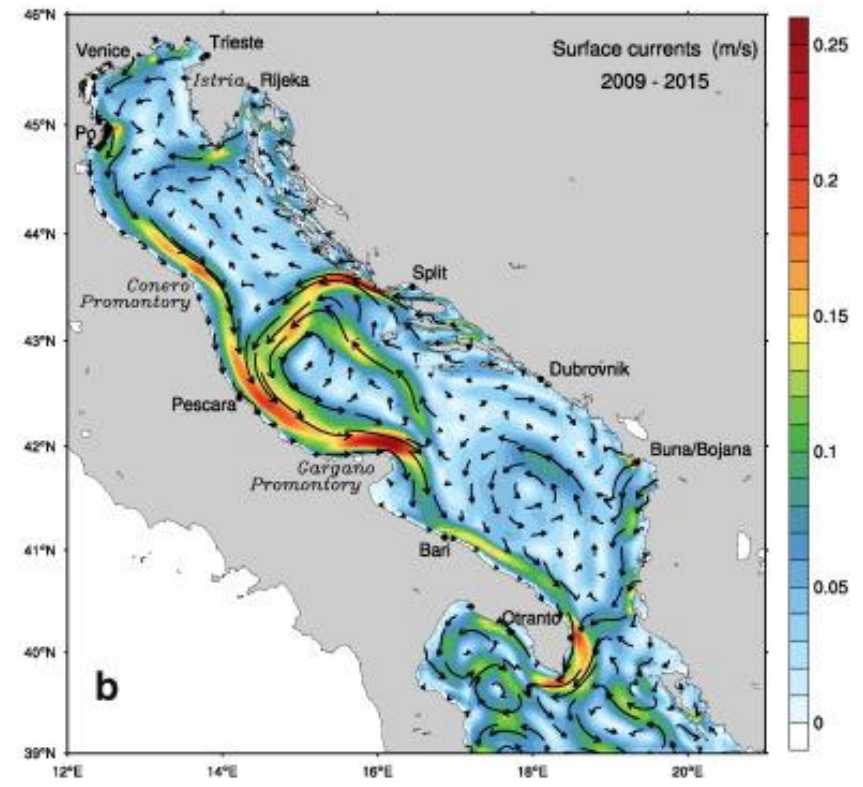 46°N
45°N
44°N
43°N
42°N
41°N
40°N
39°N
12°E
14°E
16°E
18°E
20°E
Surface currents (m/s)
2009 - 2015
Venice
Trieste
Istria
Rijeka
Po
Conero
Promontory
Split
Dubrovnik
Pescara
Gargano
Promontory
Buna/Bojana
Bari
Otranto
b
0.25
0.2
0.15
0.1
0.05
0